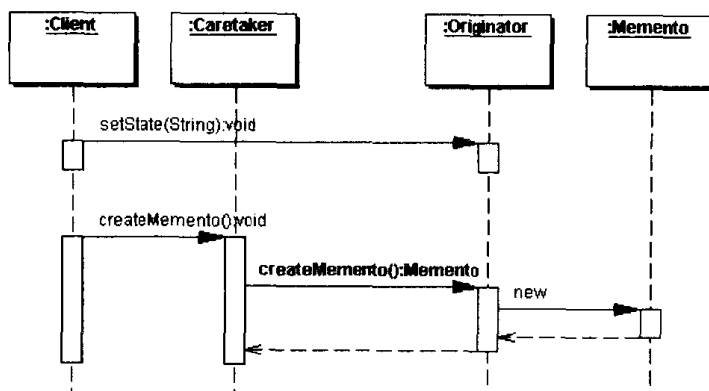 :Client
:Caretaker
:Originator
:Memento
setState(String):void
createMemento():void
createMemento():Memento
new